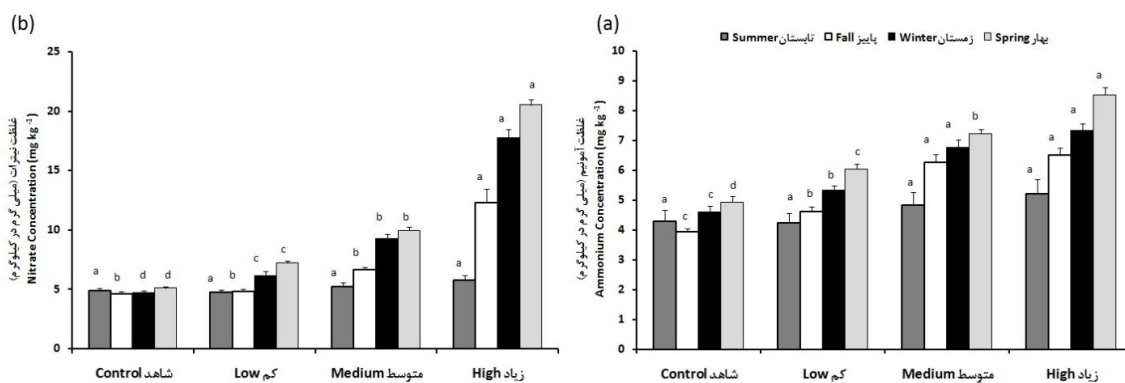 (b)
25
20
15
10
5
0
غلظت نیترات (میلی گرم در کیلوگرم)
Nitrate Concentration (mg kg -1)
a
b
d
d
a
b
c
c
a
b
b
b
a
a
a
a
Control شاهد
Low کم
Medium متوسط
High زیاد
(a)
Summer تابستان
Fall پاییز
Winter زمستان
Spring بهار
10
9
8
7
6
5
4
3
2
1
0
غلظت آمونیم (میلی گرم در کیلوگرم)
Ammonium Concentration (mg kg -1)
a
c
c
d
a
b
b
c
a
a
a
b
a
a
a
a
Control شاهد
Low کم
Medium متوسط
High زیاد